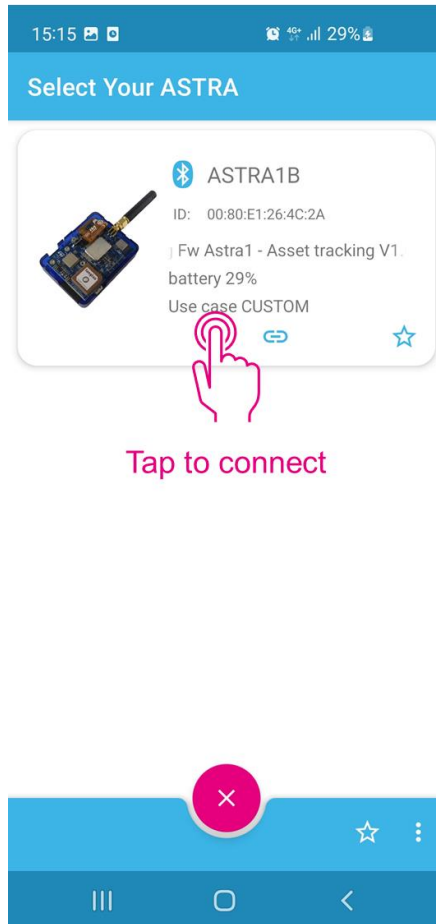 15:15 4G+ 29%
Select Your ASTRA
ASTRA1B
ID: 00:80:E1:26:4C:2A
Fw Astra1 - Asset tracking V1.
battery 29%
Use case CUSTOM
Tap to connect